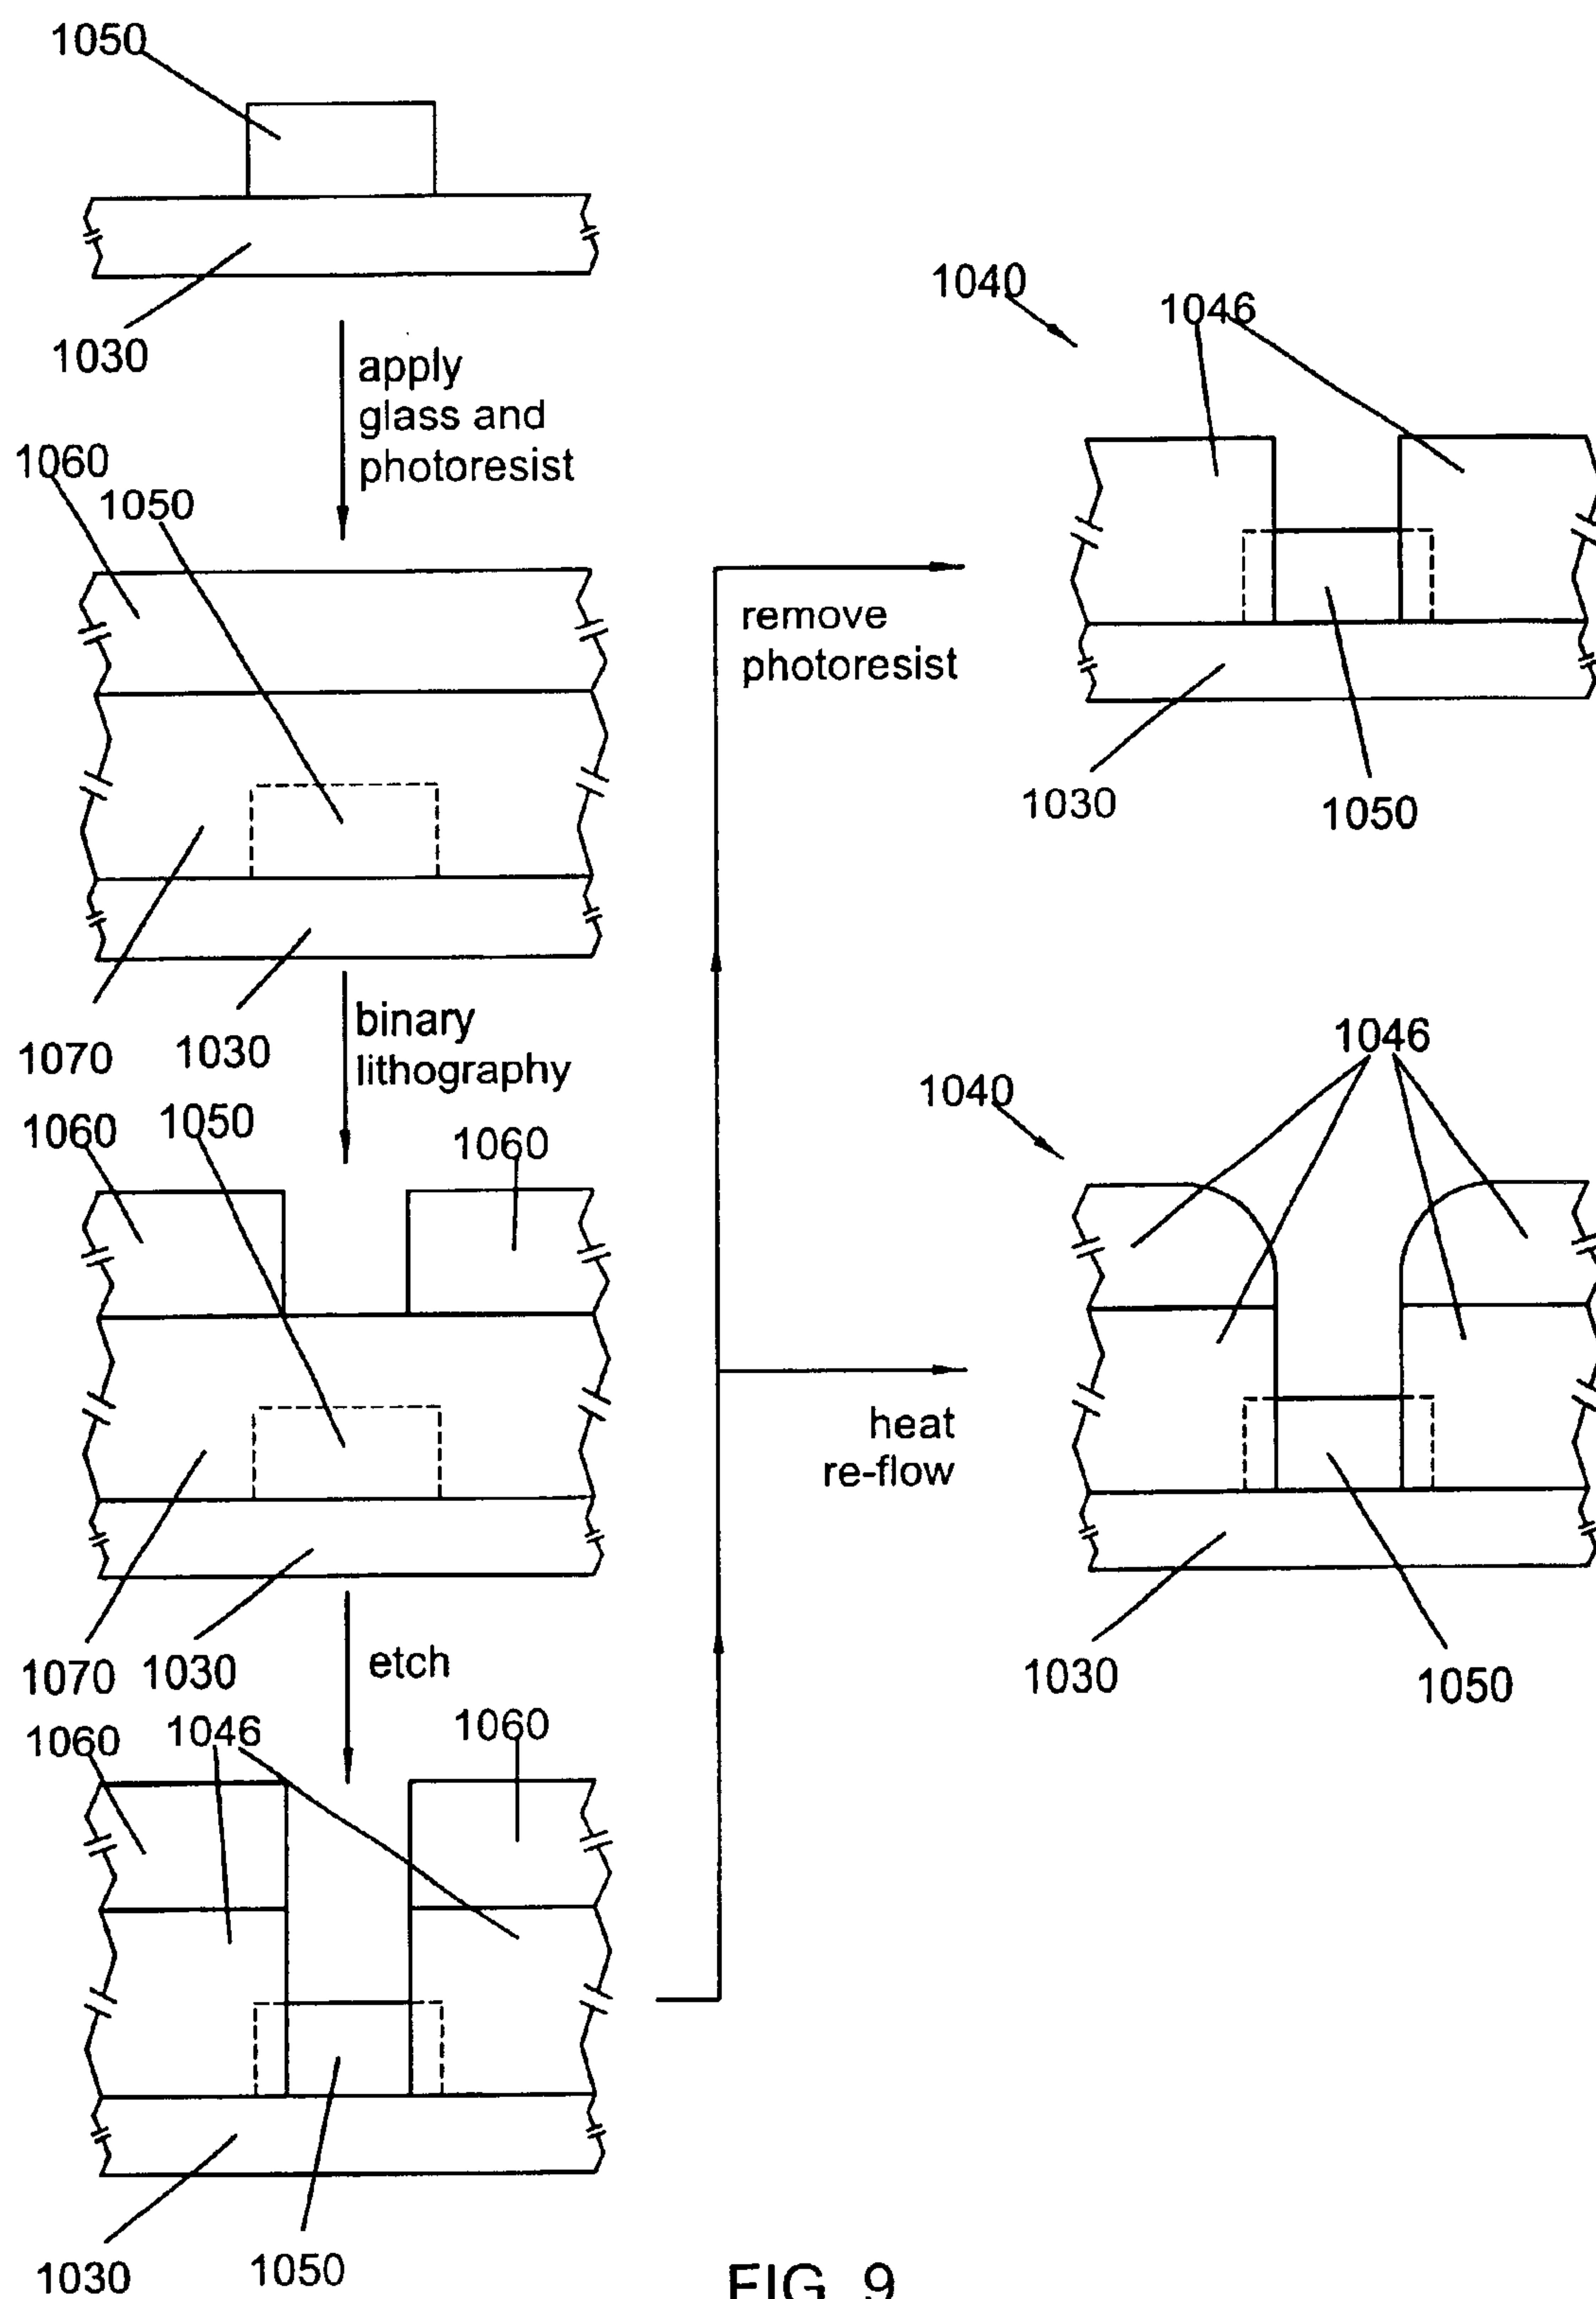 1050
1030
apply
glass and
photoresist
1060
1050
1070 1030
binary
lithography
1060 1050 1060
1070 1030
etch
1060 1046 1060
1030 1050
remove
photoresist
1040 1046
1030 1050
heat
re-flow
1040 1046
1030 1050
FIG. 9